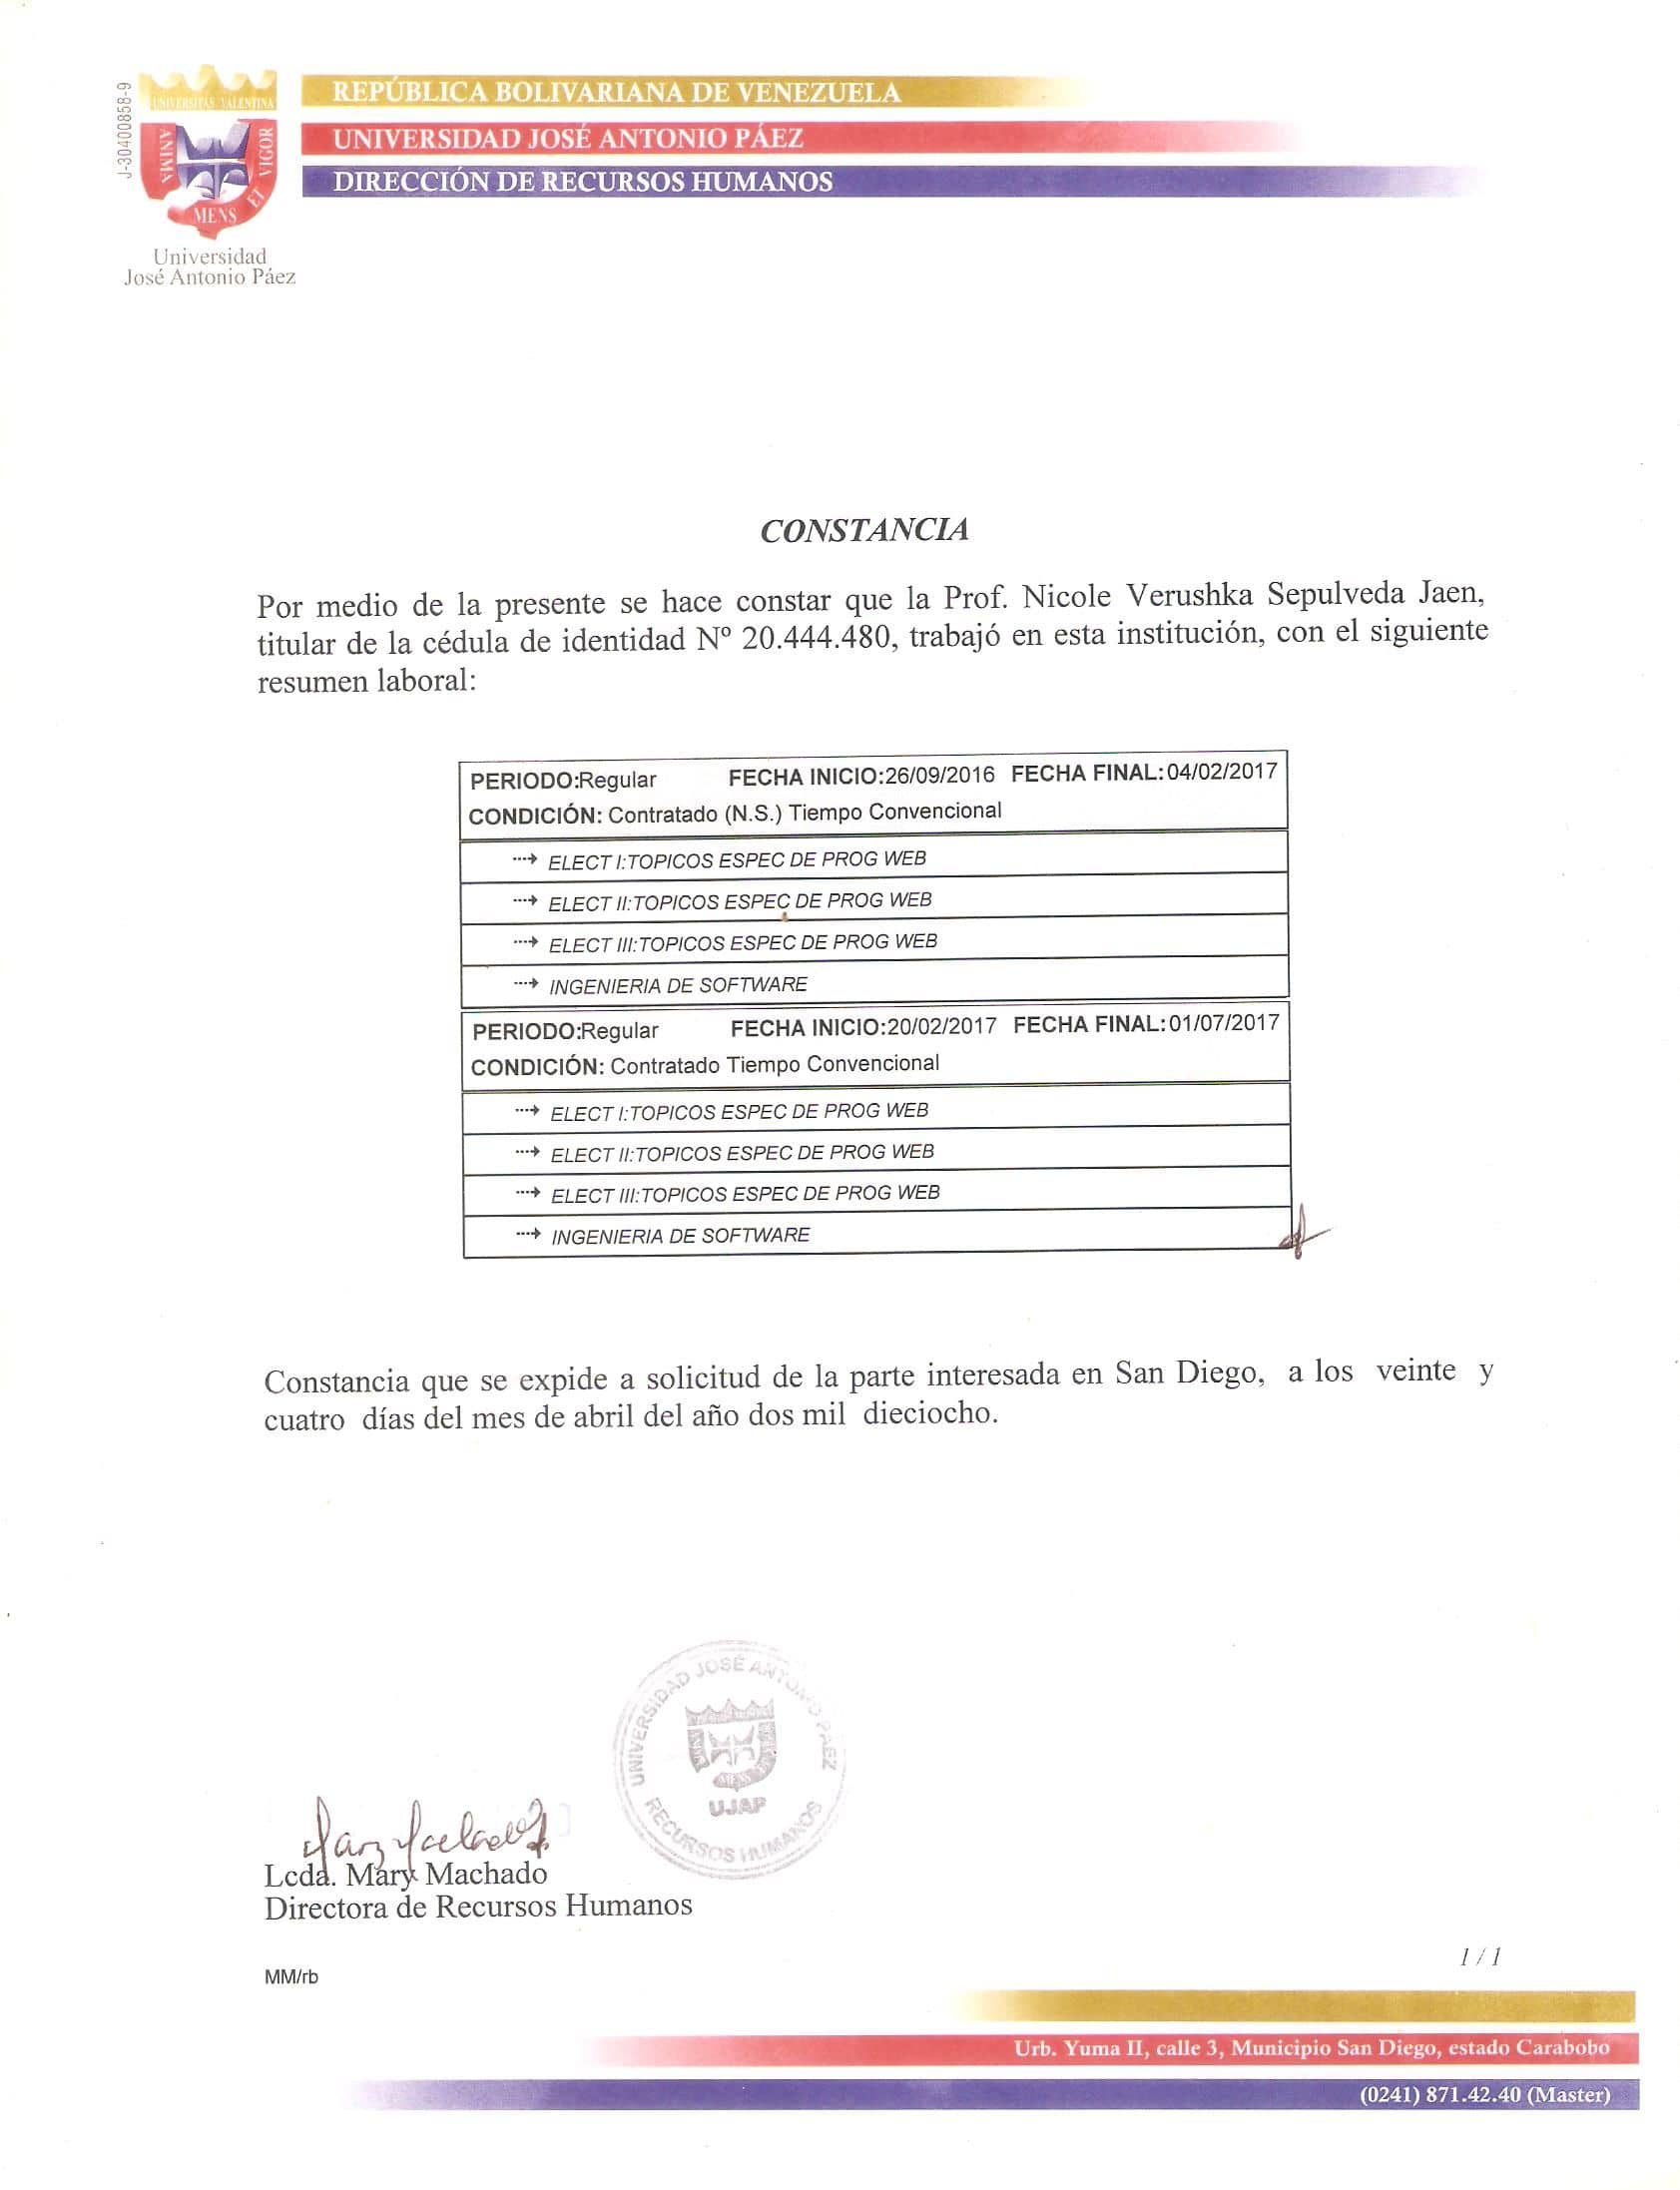 J-30400858-9
UNIVERSITAS VALENTINA
ANIMA
MENS
ET
VIGOR
Universidad
José Antonio Páez
REPÚBLICA BOLIVARIANA DE VENEZUELA
UNIVERSIDAD JOSÉ ANTONIO PÁEZ
DIRECCIÓN DE RECURSOS HUMANOS
CONSTANCIA
Por medio de la presente se hace constar que la Prof. Nicole Verushka Sepulveda Jaen,
titular de la cédula de identidad Nº 20.444.480, trabajó en esta institución, con el siguiente
resumen laboral:
PERIODO:Regular FECHA INICIO:26/09/2016 FECHA FINAL:04/02/2017
CONDICIÓN: Contratado (N.S.) Tiempo Convencional
ELECT I:TOPICOS ESPEC DE PROG WEB
ELECT II:TOPICOS ESPEC DE PROG WEB
ELECT III:TOPICOS ESPEC DE PROG WEB
INGENIERIA DE SOFTWARE
PERIODO:Regular FECHA INICIO:20/02/2017 FECHA FINAL:01/07/2017
CONDICIÓN: Contratado Tiempo Convencional
ELECT I:TOPICOS ESPEC DE PROG WEB
ELECT II:TOPICOS ESPEC DE PROG WEB
ELECT III:TOPICOS ESPEC DE PROG WEB
INGENIERIA DE SOFTWARE
Constancia que se expide a solicitud de la parte interesada en San Diego, a los veinte y
cuatro días del mes de abril del año dos mil dieciocho.
UNIVERSIDAD JOSÉ ANTONIO PÁEZ
MENS
UJAP
RECURSOS HUMANOS
Lcda. Mary Machado
Directora de Recursos Humanos
MM/rb
1 / 1
Urb. Yuma II, calle 3, Municipio San Diego, estado Carabobo
(0241) 871.42.40 (Master)